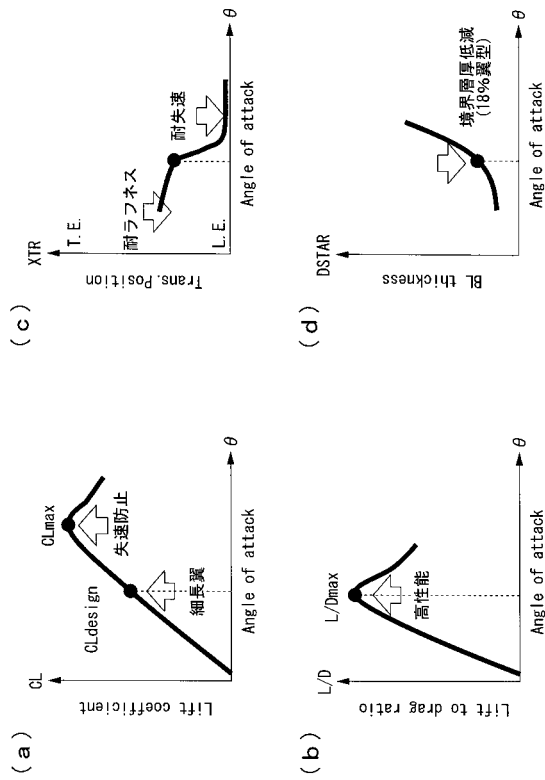 (a)
CL
Lift coefficient
CLmax
CLdesign
失速防止
細長翼
θ
Angle of attack
(b)
L/D
Lift to drag ratio
L/Dmax
高性能
θ
Angle of attack
(c)
XTR
T.E.
Trans.Position
L.E.
耐ラフネス
耐失速
θ
Angle of attack
(d)
DSTAR
BL thickness
境界層厚低減
(18%翼型)
θ
Angle of attack